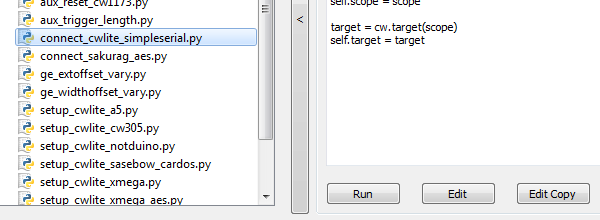 aux_reset_cw1173.py
aux_trigger_length.py
connect_cwlite_simpleserial.py
connect_sakurag_aes.py
ge_extoffset_vary.py
ge_widthoffset_vary.py
setup_cwlite_a5.py
setup_cwlite_cw305.py
setup_cwlite_notduino.py
setup_cwlite_sasebow_cardos.py
setup_cwlite_xmega.py
setup_cwlite_xmega_aes.py
<
self.scope = scope
target = cw.target(scope)
self.target = target
Run
Edit
Edit Copy